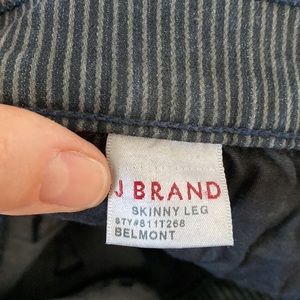 J BRAND
SKINNY LEG
STY#811T268
BELMONT